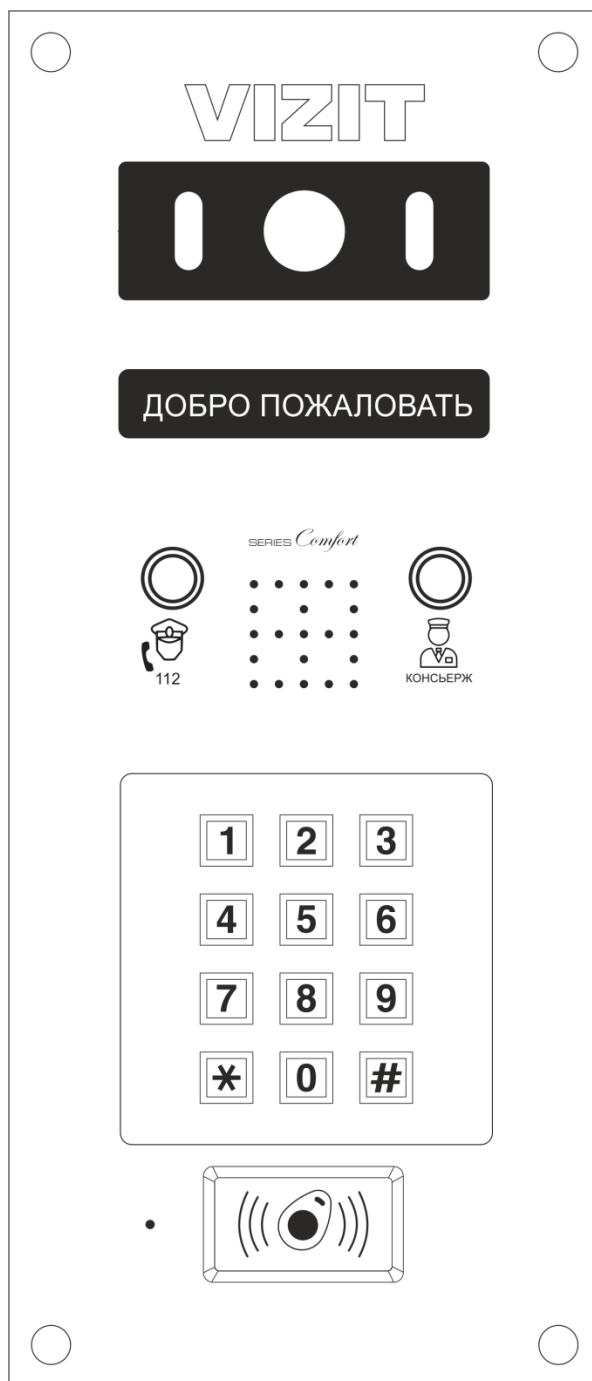 VIZIT
ДОБРО ПОЖАЛОВАТЬ
SERIES Comfort
112
КОНСЬЕРЖ
1 2 3
4 5 6
7 8 9
* 0 #